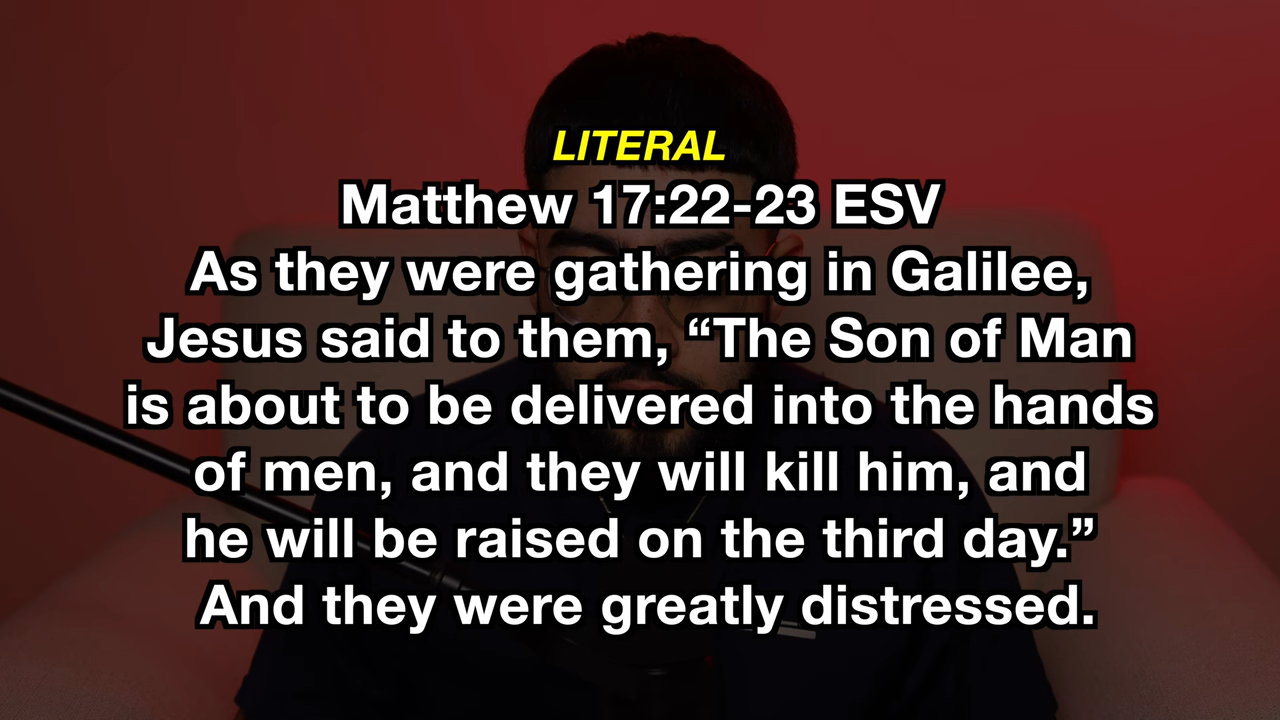 LITERAL
Matthew 17:22-23 ESV
As they were gathering in Galilee,
Jesus said to them, “The Son of Man
is about to be delivered into the hands
of men, and they will kill him, and
he will be raised on the third day.”
And they were greatly distressed.